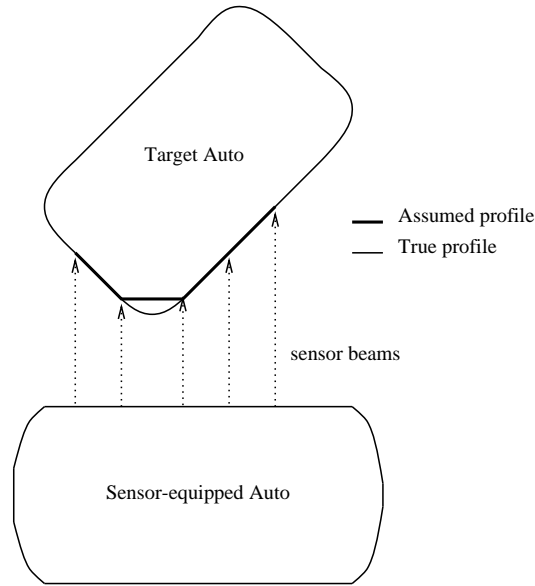 Target Auto
Assumed profile
True profile
sensor beams
Sensor-equipped Auto